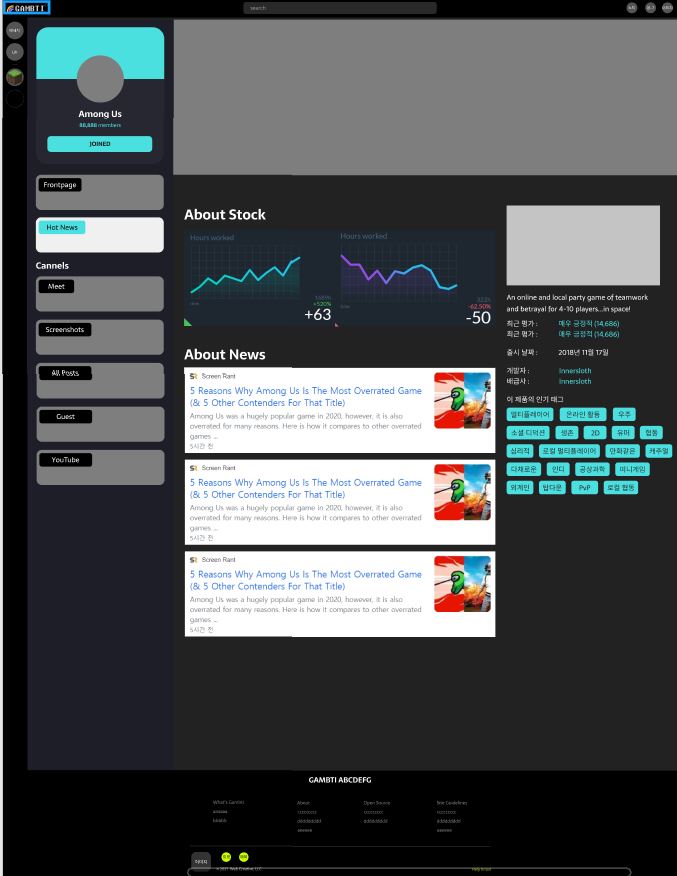 GAMBTI
search
Among Us
88,888 members
JOINED
Frontpage
Hot News
Cannels
Meet
Screenshots
All Posts
Guest
YouTube
About Stock
Hours worked
+520%
+63
Hours worked
-62.50%
-50
About News
Screen Rant
5 Reasons Why Among Us Is The Most Overrated Game
(& 5 Other Contenders For That Title)
Among Us was a hugely popular game in 2020, however, it is also
overrated for many reasons. Here is how it compares to other overrated
games ...
5시간 전
Screen Rant
5 Reasons Why Among Us Is The Most Overrated Game
(& 5 Other Contenders For That Title)
Among Us was a hugely popular game in 2020, however, it is also
overrated for many reasons. Here is how it compares to other overrated
games ...
5시간 전
Screen Rant
5 Reasons Why Among Us Is The Most Overrated Game
(& 5 Other Contenders For That Title)
Among Us was a hugely popular game in 2020, however, it is also
overrated for many reasons. Here is how it compares to other overrated
games ...
5시간 전
An online and local party game of teamwork
and betrayal for 4-10 players...in space!
최근 평가 : 매우 긍정적 (14,686)
최근 평가 : 매우 긍정적 (14,686)
출시 날짜 : 2018년 11월 17일
개발자 : Innersloth
배급사 : Innersloth
이 제품의 인기 태그
멀티플레이어 온라인 협동 우주
소셜 디덕션 생존 2D 유머 협동
심리적 로컬 멀티플레이어 만화같은 캐주얼
다채로운 인디 공상과학 미니게임
외계인 탑다운 PvP 로컬 협동
GAMBTI ABCDEFG
What's Gambti
About
Open Source
Site Guidelines